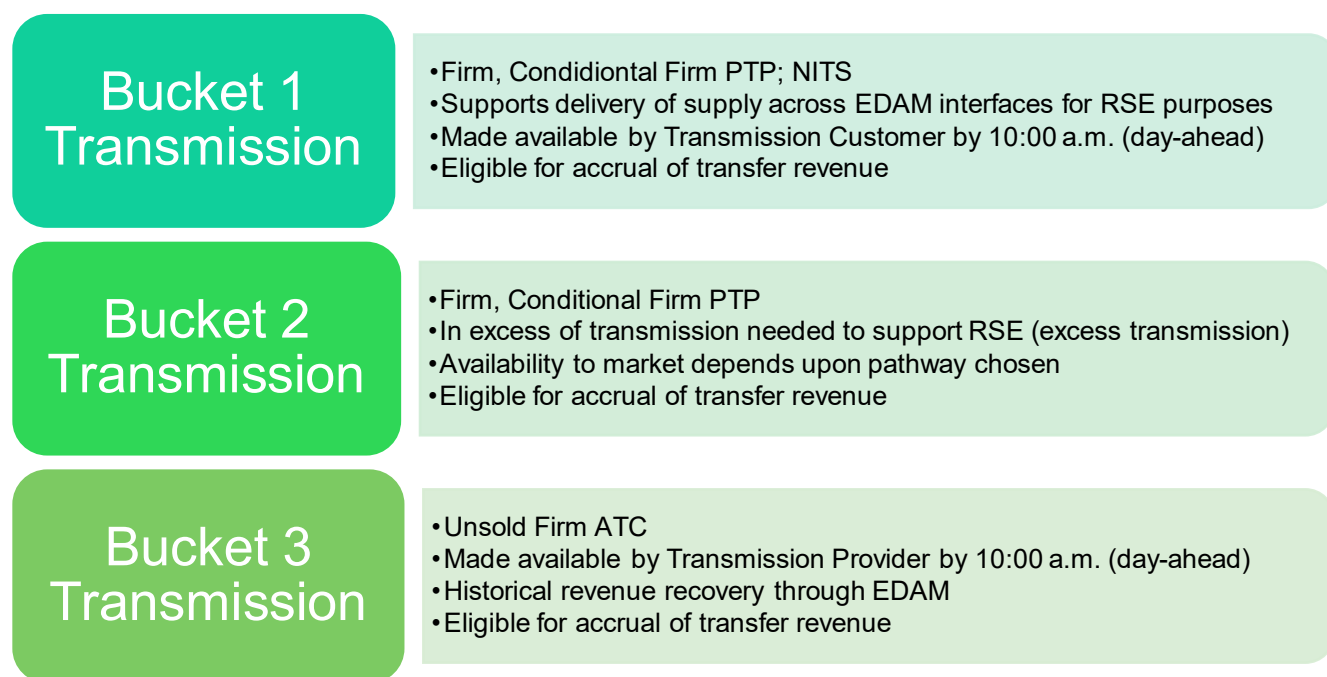 Bucket 1
Transmission
•Firm, Condidiontal Firm PTP; NITS
•Supports delivery of supply across EDAM interfaces for RSE purposes
•Made available by Transmission Customer by 10:00 a.m. (day-ahead)
•Eligible for accrual of transfer revenue
Bucket 2
Transmission
•Firm, Conditional Firm PTP
•In excess of transmission needed to support RSE (excess transmission)
•Availability to market depends upon pathway chosen
•Eligible for accrual of transfer revenue
Bucket 3
Transmission
•Unsold Firm ATC
•Made available by Transmission Provider by 10:00 a.m. (day-ahead)
•Historical revenue recovery through EDAM
•Eligible for accrual of transfer revenue